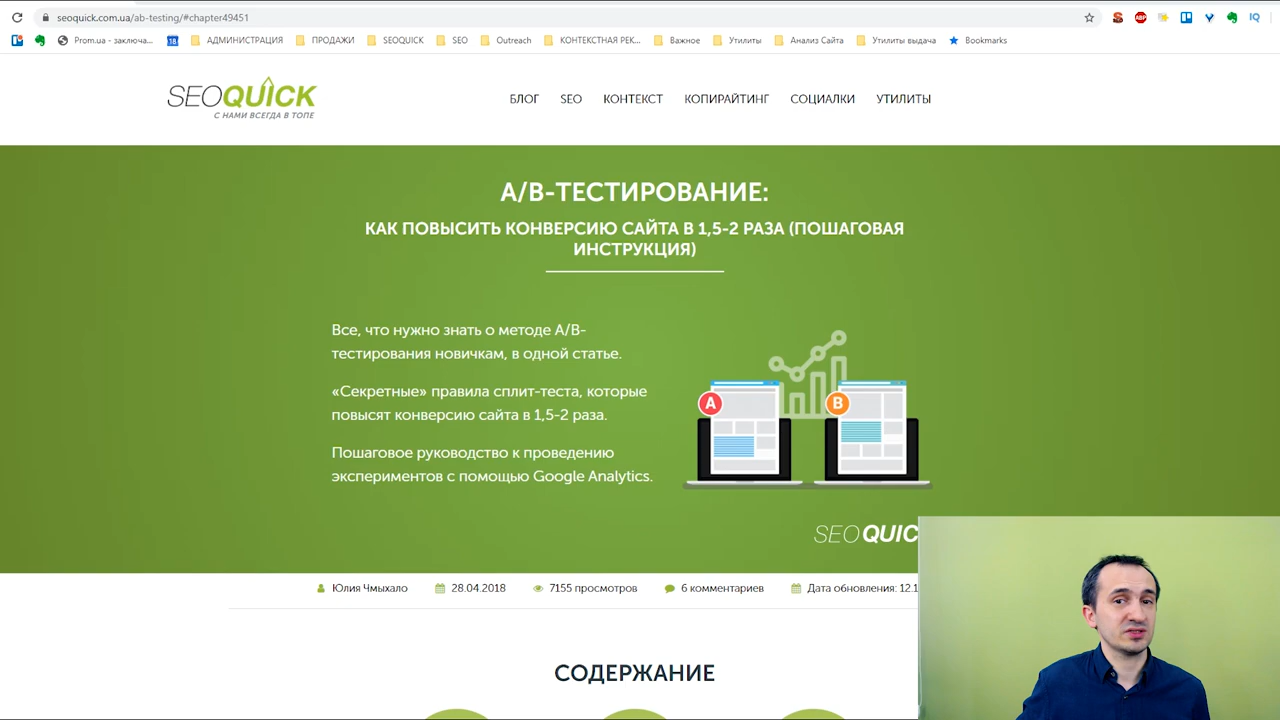 seoquick.com.ua/ab-testing/#chapter49451
Prom.ua - заключа... 18 АДМИНИСТРАЦИЯ ПРОДАЖИ SEOQUICK SEO Outreach КОНТЕКСТНАЯ РЕК... Важное Утилиты Анализ Сайта Утилиты выдача Bookmarks
SEOQUICK
С НАМИ ВСЕГДА В ТОПЕ
БЛОГ SEO КОНТЕКСТ КОПИРАЙТИНГ СОЦИАЛКИ УТИЛИТЫ
A/B-ТЕСТИРОВАНИЕ:
КАК ПОВЫСИТЬ КОНВЕРСИЮ САЙТА В 1,5-2 РАЗА (ПОШАГОВАЯ
ИНСТРУКЦИЯ)
Все, что нужно знать о методе A/B-
тестирования новичкам, в одной статье.
«Секретные» правила сплит-теста, которые
повысят конверсию сайта в 1,5-2 раза.
Пошаговое руководство к проведению
экспериментов с помощью Google Analytics.
A B
SEOQUIC
Юлия Чмыхало 28.04.2018 7155 просмотров 6 комментариев Дата обновления: 12.1
СОДЕРЖАНИЕ
ABP
IQ